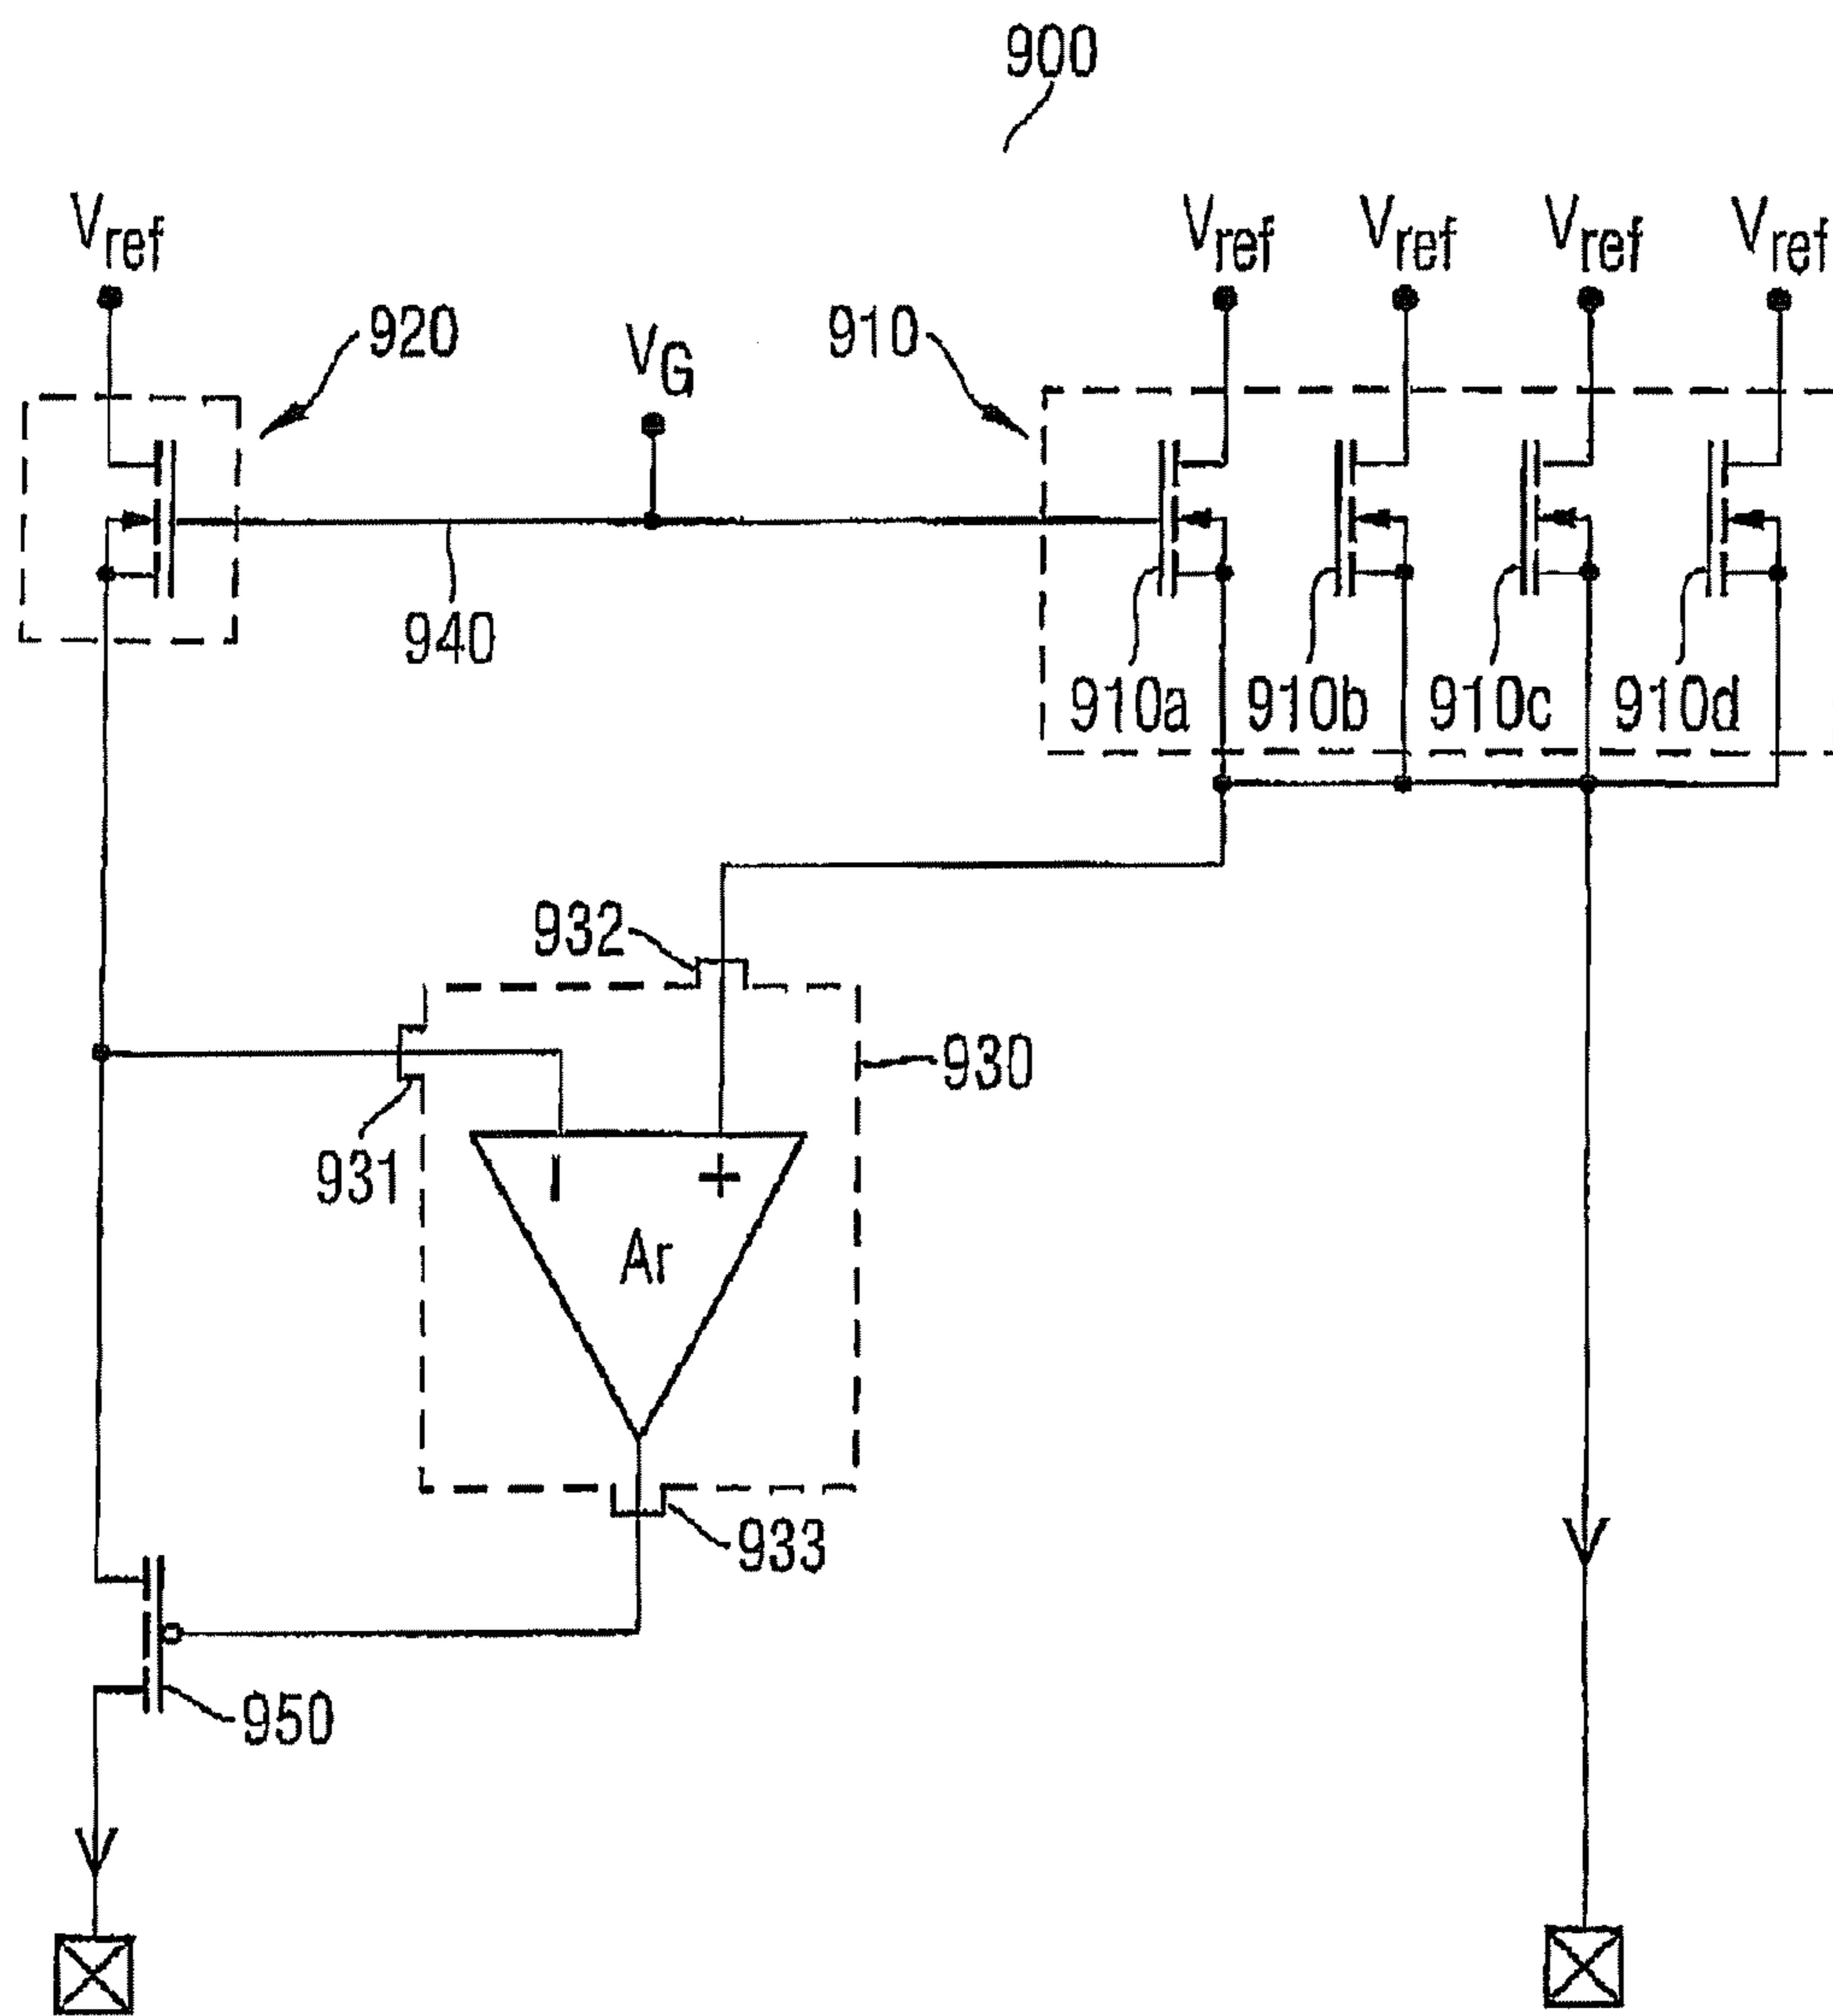 900
Vref
Vref
Vref
Vref
Vref
920
VG
910
940
910a
910b
910c
910d
932
930
931
− +
Ar
933
950